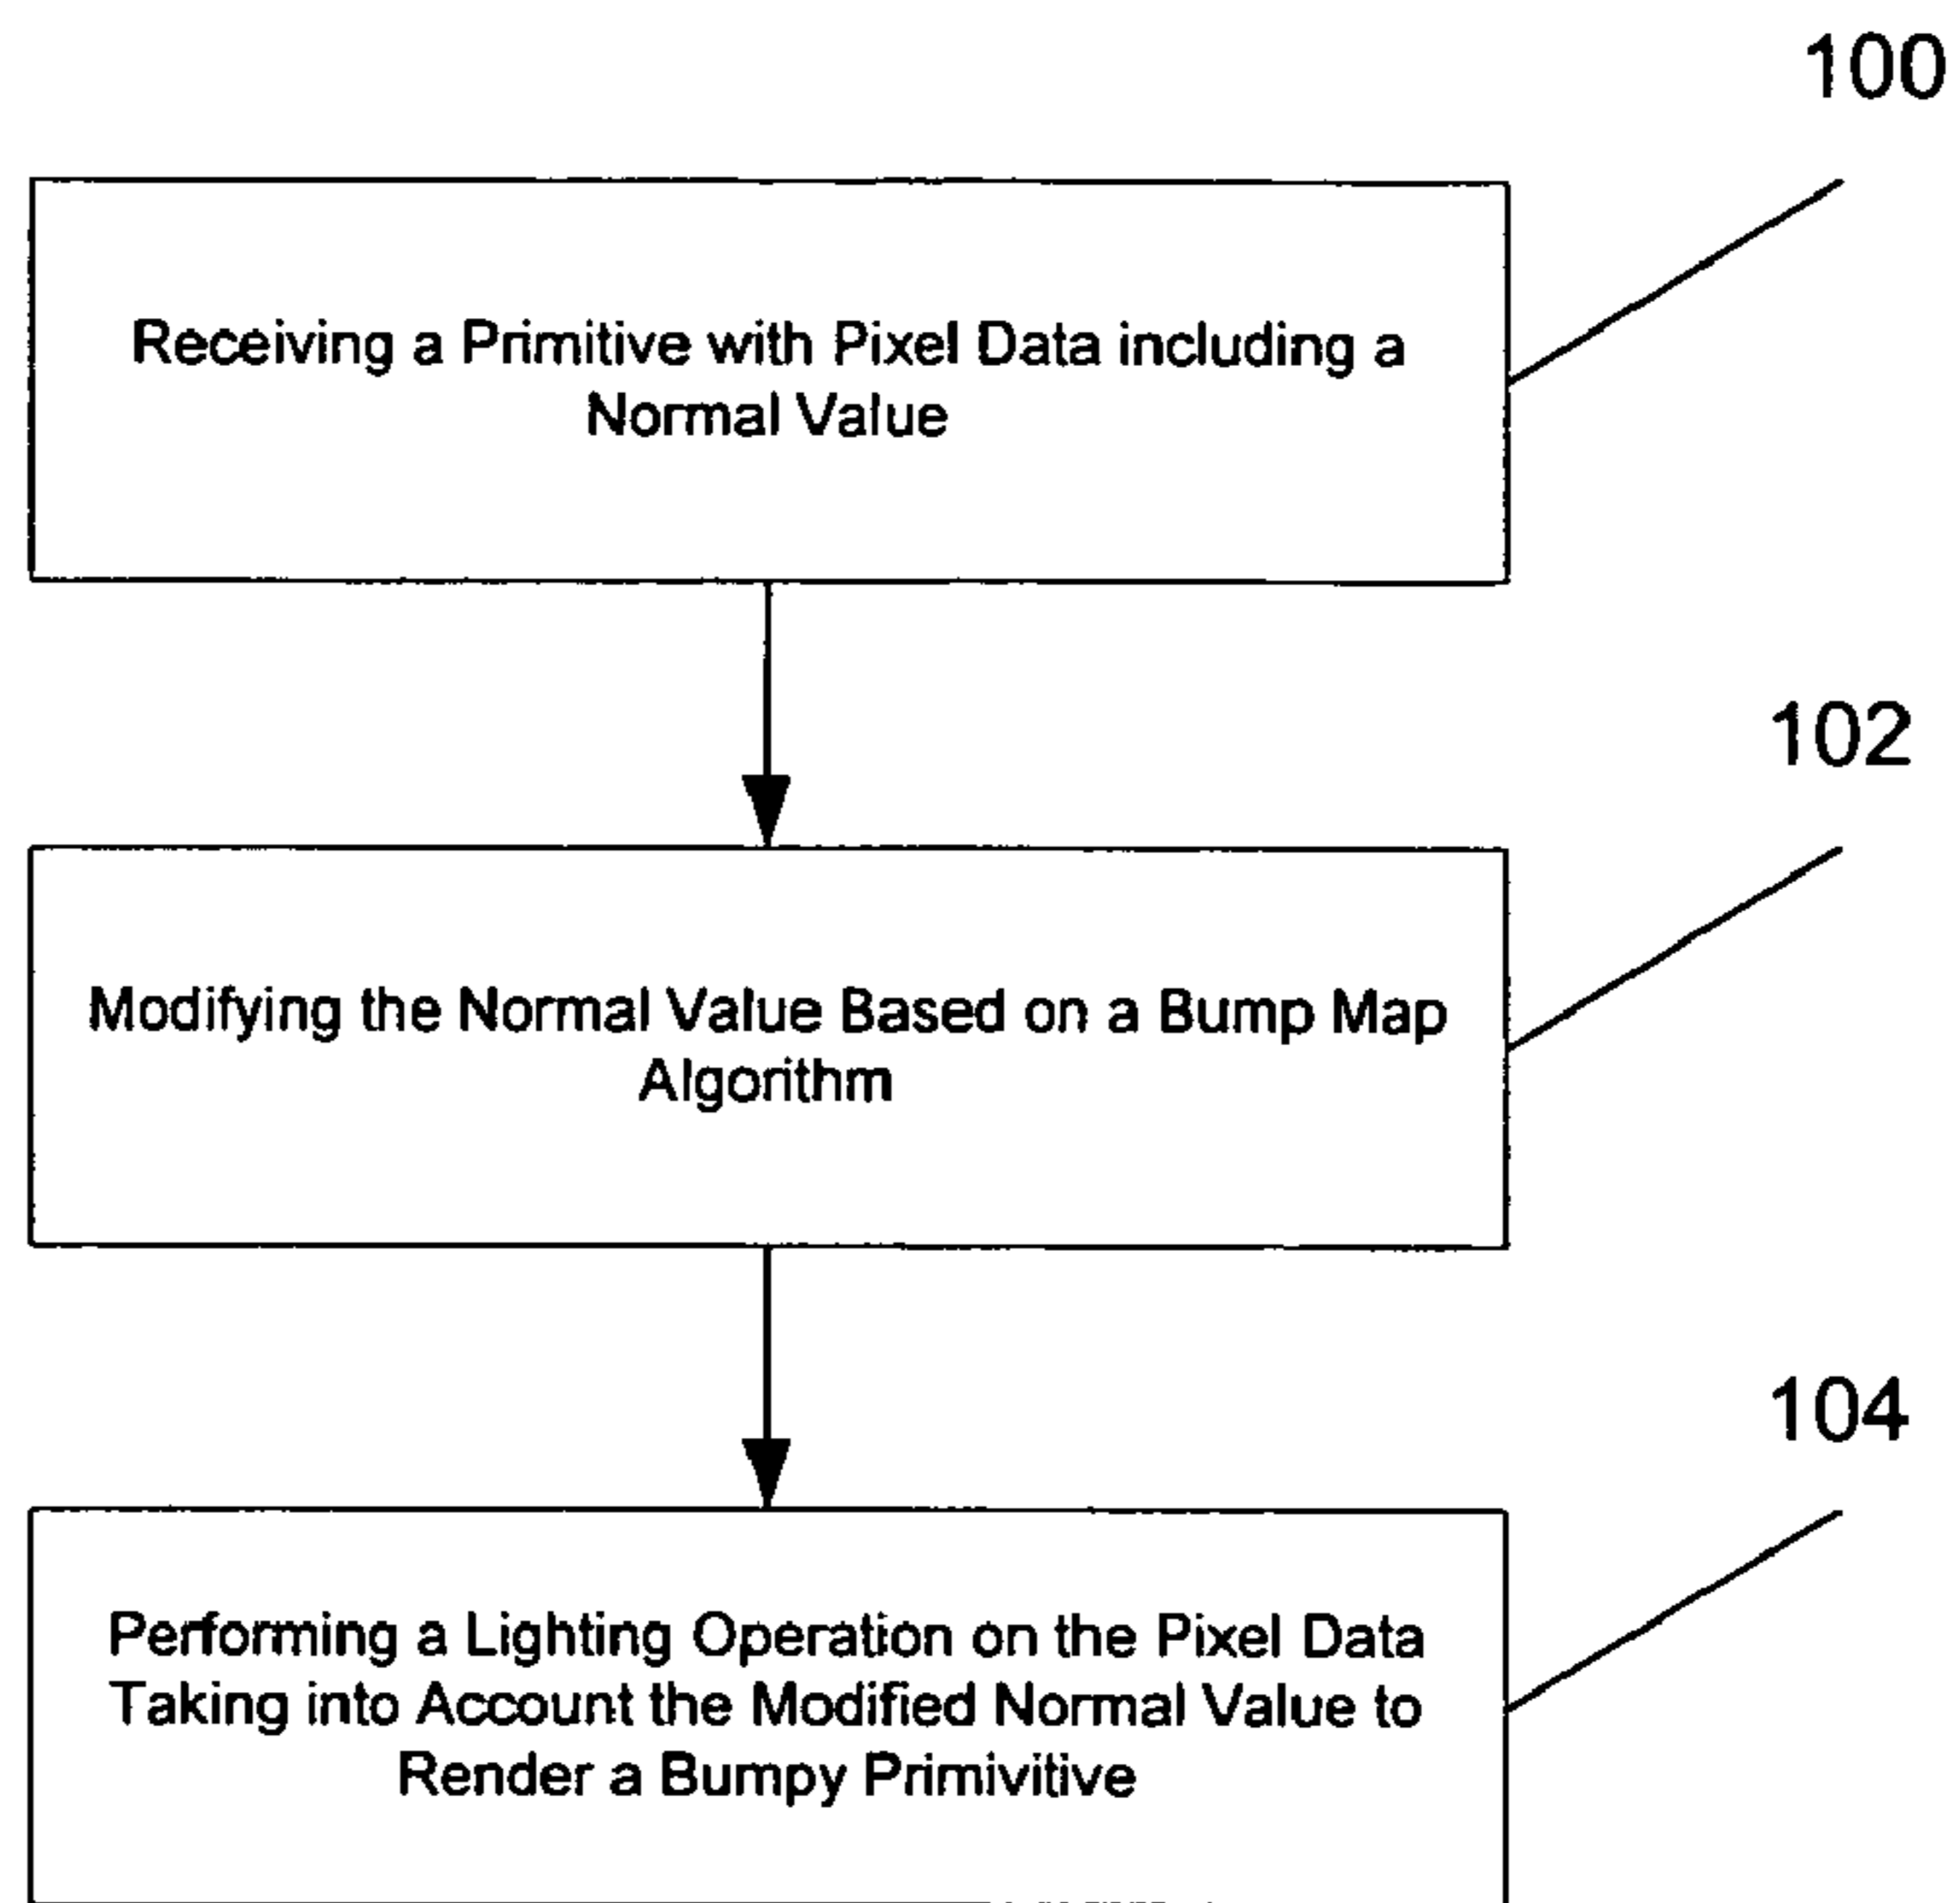 100
Receiving a Primitive with Pixel Data including a
Normal Value
102
Modifying the Normal Value Based on a Bump Map
Algorithm
104
Performing a Lighting Operation on the Pixel Data
Taking into Account the Modified Normal Value to
Render a Bumpy Primivitive